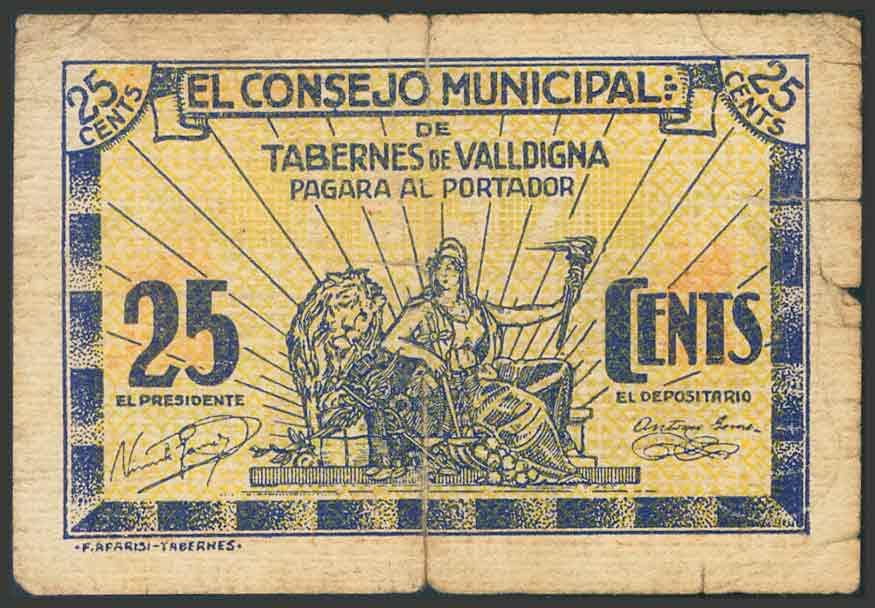 25 CENTS
25 CENTS
EL CONSEJO MUNICIPAL:
DE
TABERNES DE VALLDIGNA
PAGARA AL PORTADOR
25 CENTS
EL PRESIDENTE
EL DEPOSITARIO
Antonio
·F. APARISI-TABERNES·